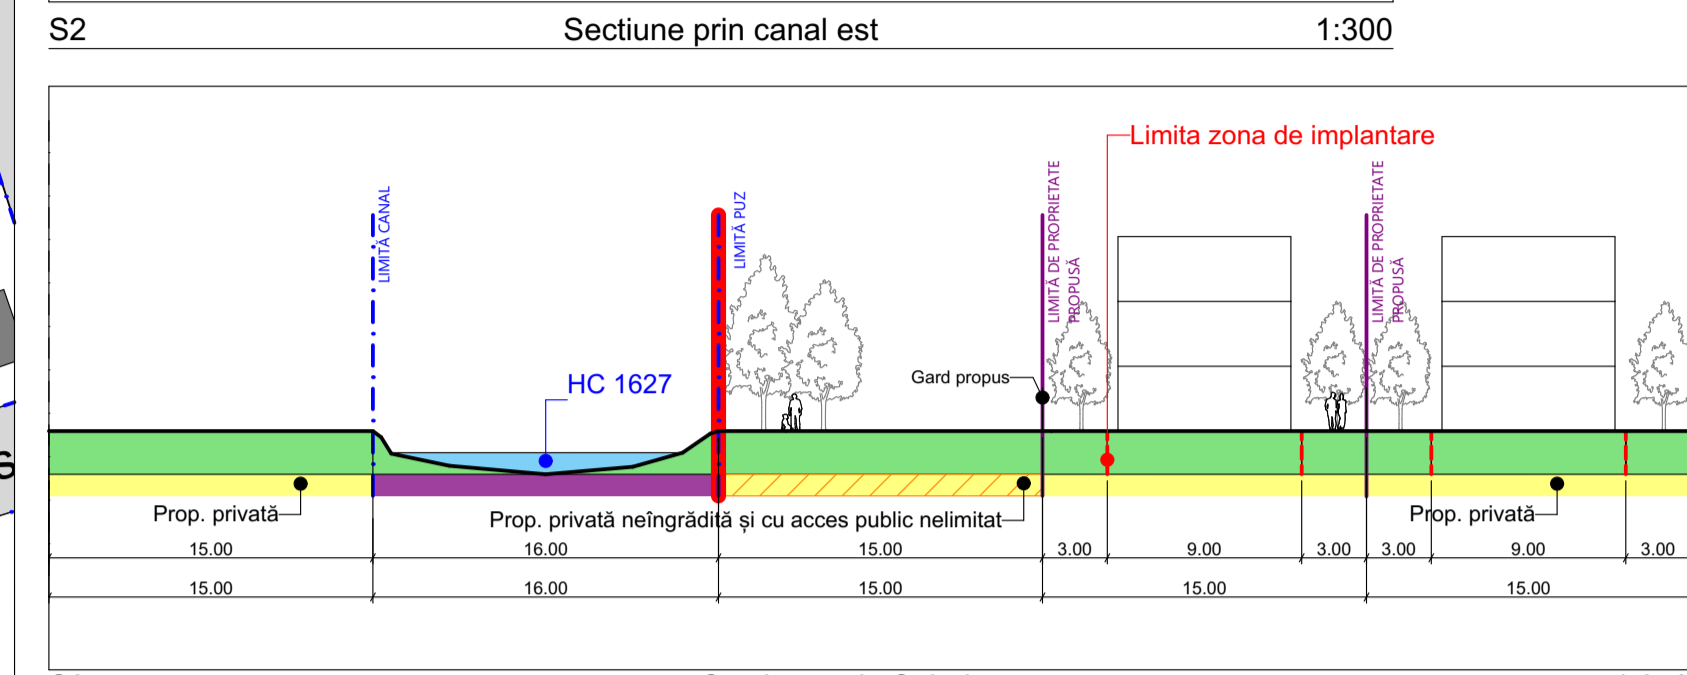 S2 Sectiune prin canal est 1:300
Limita zona de implantare
LIMITĂ CANAL
LIMITĂ PUZ
LIMITĂ DE PROPRIETATE
PROPUSĂ
LIMITĂ DE PROPRIETATE
PROPUSĂ
HC 1627
Gard propus
Prop. privată
Prop. privată neîngrădită și cu acces public nelimitat
Prop. privată
15.00 16.00 15.00 3.00 9.00 3.00 3.00 9.00 3.00
15.00 16.00 15.00 15.00 15.00